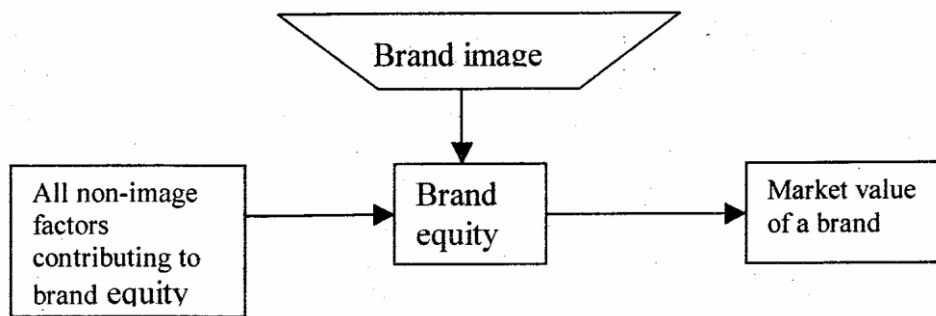 Brand image
All non-image
factors
contributing to
brand equity
Brand
equity
Market value
of a brand